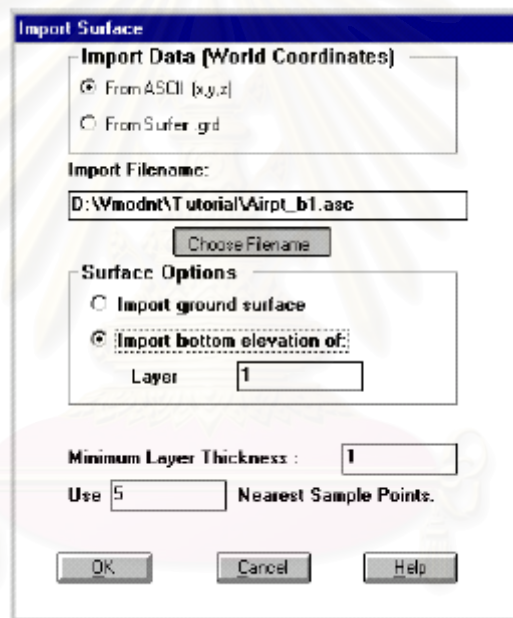 Import Surface
Import Data (World Coordinates)
From ASCII (x,y,z)
From Surfer .grd
Import Filename:
D:\Vmodnt\Tutorial\Airpt_b1.asc
Choose Filename
Surface Options
Import ground surface
Import bottom elevation of:
Layer 1
Minimum Layer Thickness : 1
Use 5 Nearest Sample Points.
OK Cancel Help